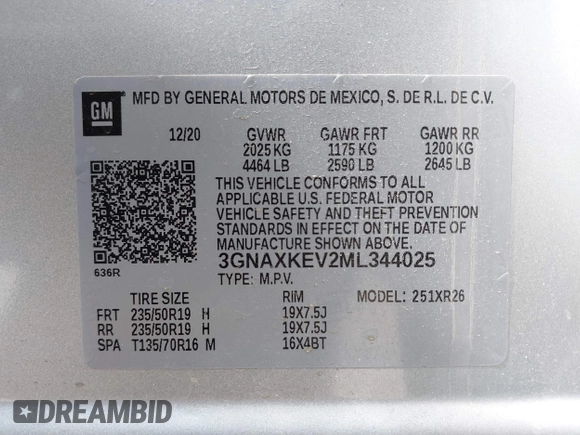 GM
MFD BY GENERAL MOTORS DE MEXICO, S. DE R.L. DE C.V.
12/20 GVWR GAWR FRT GAWR RR
2025 KG 1175 KG 1200 KG
4464 LB 2590 LB 2645 LB
THIS VEHICLE CONFORMS TO ALL
APPLICABLE U.S. FEDERAL MOTOR
VEHICLE SAFETY AND THEFT PREVENTION
STANDARDS IN EFFECT ON THE DATE OF
MANUFACTURE SHOWN ABOVE.
636R
3GNAXKEV2ML344025
TYPE: M.P.V.
TIRE SIZE RIM MODEL: 251XR26
FRT 235/50R19 H 19X7.5J
RR 235/50R19 H 19X7.5J
SPA T135/70R16 M 16X4BT
DREAMBID